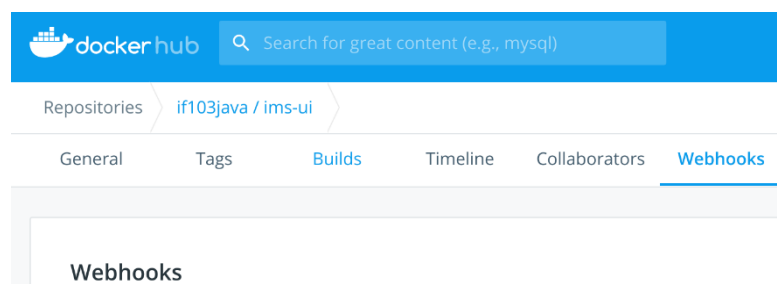 docker hub Search for great content (e.g., mysql)
Repositories if103java / ims-ui
General Tags Builds Timeline Collaborators Webhooks
Webhooks